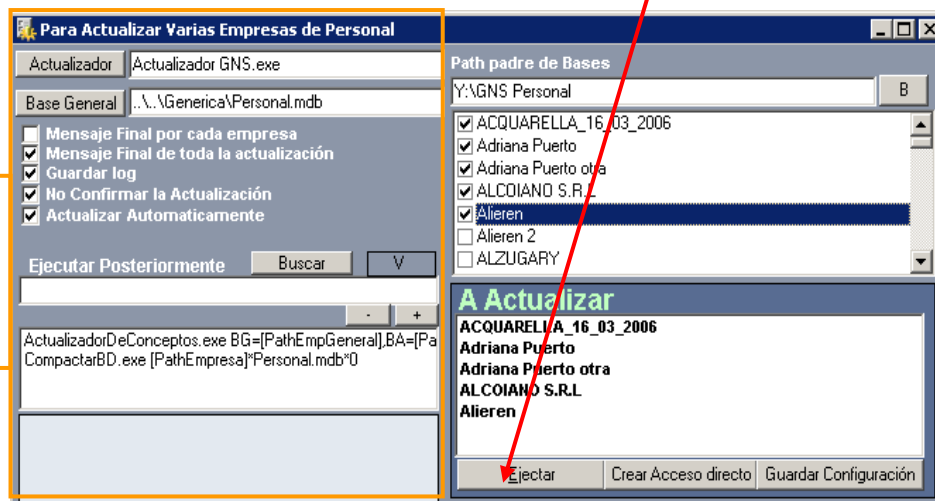 Para Actualizar Varias Empresas de Personal
Actualizador
Actualizador GNS.exe
Base General
..\..\Generica\Personal.mdb
Mensaje Final por cada empresa
Mensaje Final de toda la actualización
Guardar log
No Confirmar la Actualización
Actualizar Automaticamente
Ejecutar Posteriormente
Buscar
V
-
+
ActualizadorDeConceptos.exe BG=[PathEmpGeneral],BA=[Pa
CompactarBD.exe [PathEmpresa]*Personal.mdb*0
Path padre de Bases
Y:\GNS Personal
B
ACQUARELLA_16_03_2006
Adriana Puerto
Adriana Puerto otra
ALCOIANO S.R.L
Alieren
Alieren 2
ALZUGARY
A Actualizar
ACQUARELLA_16_03_2006
Adriana Puerto
Adriana Puerto otra
ALCOIANO S.R.L
Alieren
Ejectar
Crear Acceso directo
Guardar Configuración